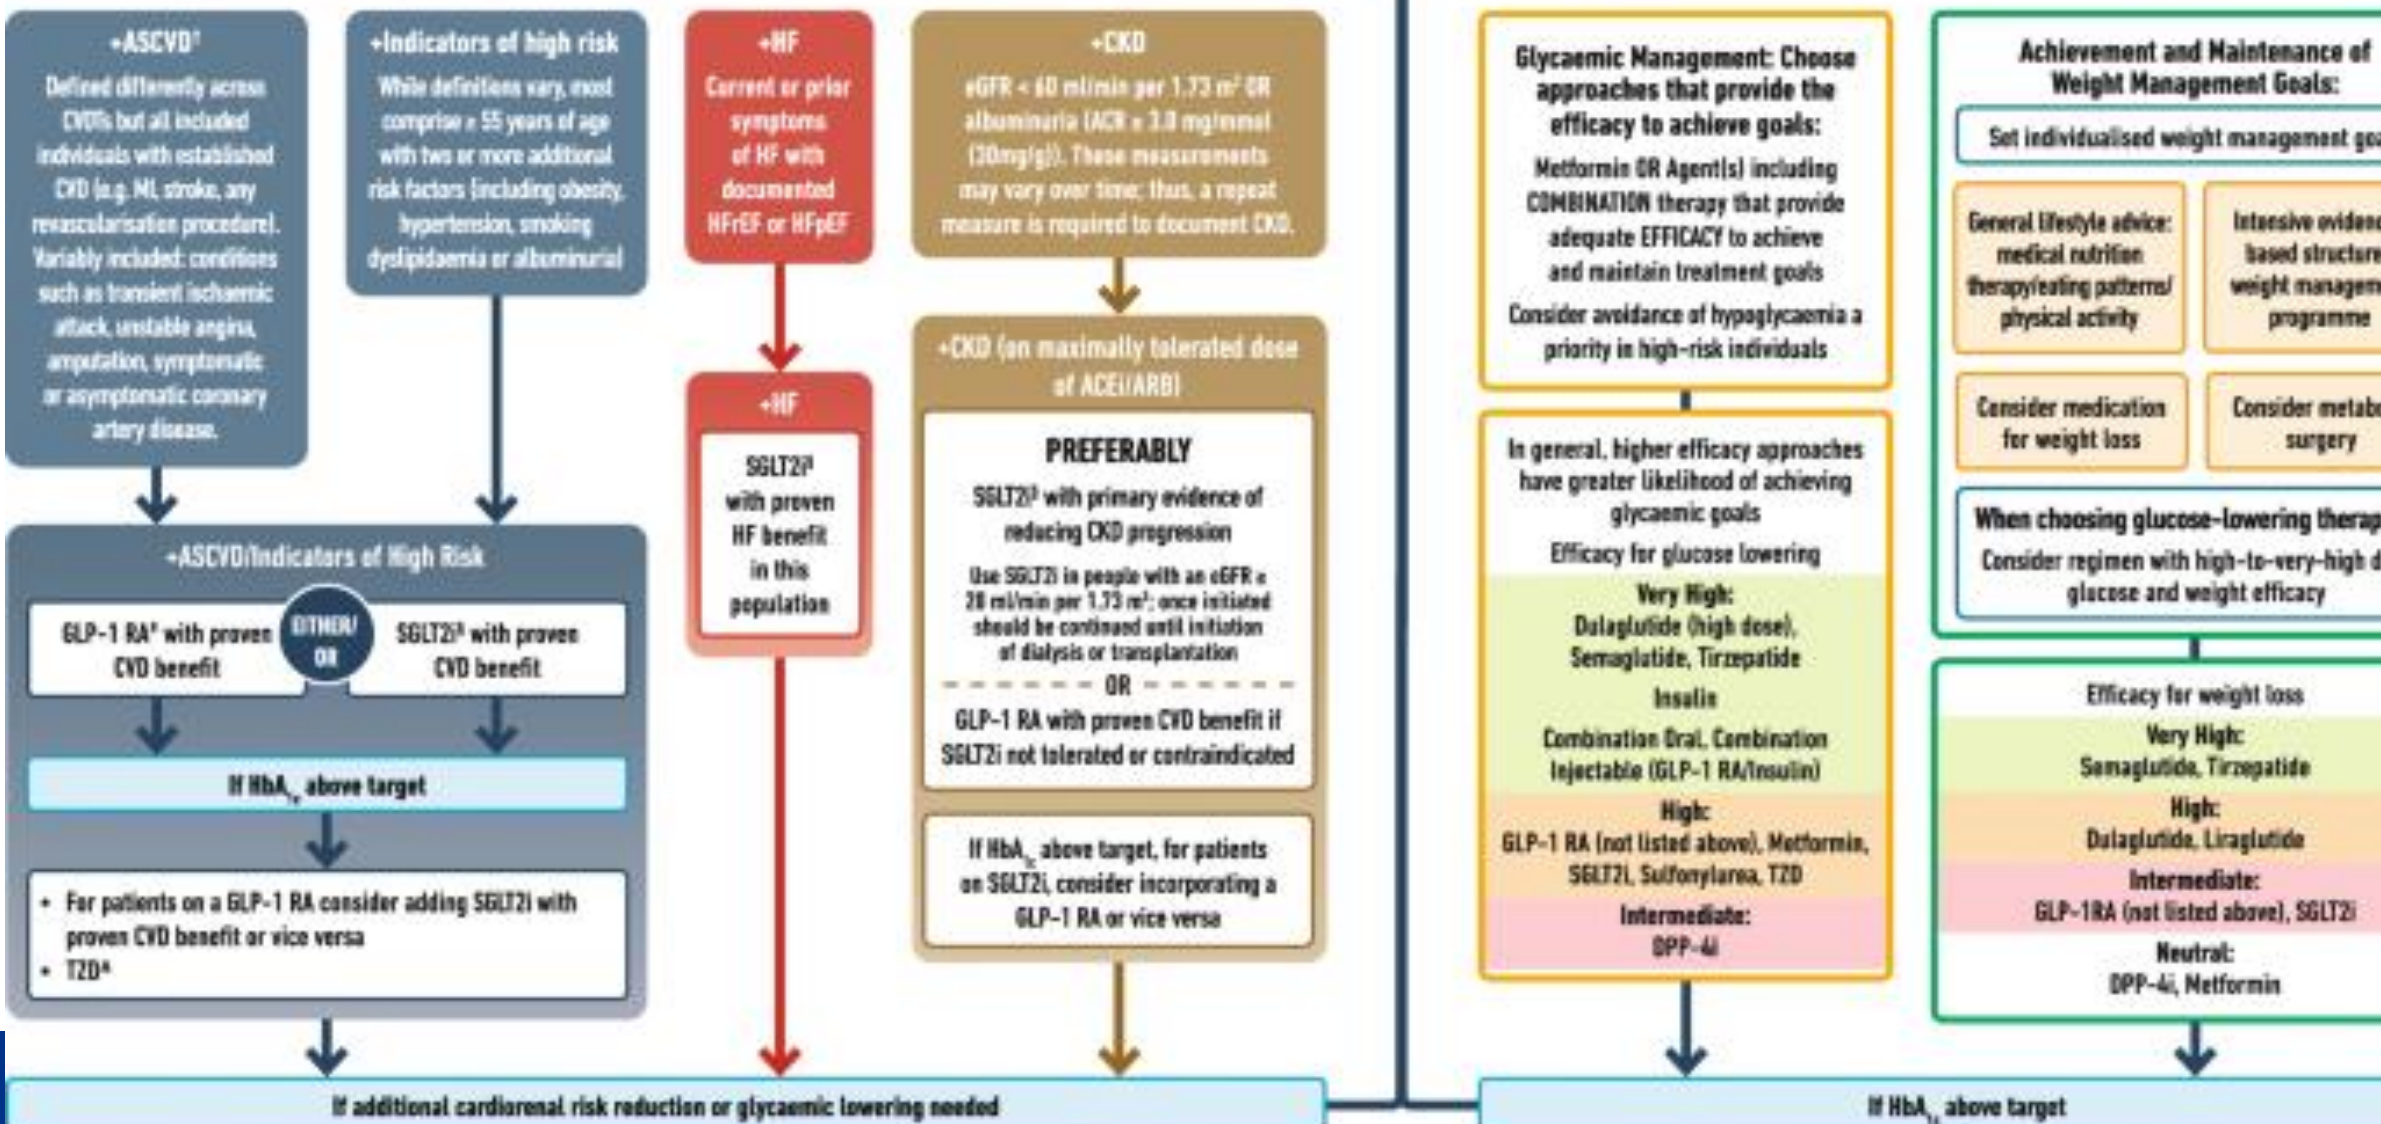 +ASCVD†
Defined differently across
CVOTs but all included
individuals with established
CVD (e.g. MI, stroke, any
revascularisation procedure).
Variably included: conditions
such as transient ischaemic
attack, unstable angina,
amputation, symptomatic
or asymptomatic coronary
artery disease.
+Indicators of high risk
While definitions vary, most
comprise ≥ 55 years of age
with two or more additional
risk factors (including obesity,
hypertension, smoking
dyslipidaemia or albuminuria)
+HF
Current or prior
symptoms
of HF with
documented
HFrEF or HFpEF
+CKD
eGFR < 60 ml/min per 1.73 m² OR
albuminuria (ACR ≥ 3.0 mg/mmol
(30mg/g)). These measurements
may vary over time; thus, a repeat
measure is required to document CKD.
+ASCVD/Indicators of High Risk
GLP-1 RA with proven
CVD benefit
EITHER/
OR
SGLT2i with proven
CVD benefit
If HbA1c above target
• For patients on a GLP-1 RA consider adding SGLT2i with
proven CVD benefit or vice versa
• TZD
+HF
SGLT2i
with proven
HF benefit
in this
population
+CKD (on maximally tolerated dose
of ACEi/ARB)
PREFERABLY
SGLT2i with primary evidence of
reducing CKD progression
Use SGLT2i in people with an eGFR ≥
20 ml/min per 1.73 m²; once initiated
should be continued until initiation
of dialysis or transplantation
OR
GLP-1 RA with proven CVD benefit if
SGLT2i not tolerated or contraindicated
If HbA1c above target, for patients
on SGLT2i, consider incorporating a
GLP-1 RA or vice versa
If additional cardiorenal risk reduction or glycaemic lowering needed
Glycaemic Management: Choose
approaches that provide the
efficacy to achieve goals:
Metformin OR Agent(s) including
COMBINATION therapy that provide
adequate EFFICACY to achieve
and maintain treatment goals
Consider avoidance of hypoglycaemia a
priority in high-risk individuals
In general, higher efficacy approaches
have greater likelihood of achieving
glycaemic goals
Efficacy for glucose lowering
Very High:
Dulaglutide (high dose),
Semaglutide, Tirzepatide
Insulin
Combination Oral, Combination
Injectable (GLP-1 RA/Insulin)
High:
GLP-1 RA (not listed above), Metformin,
SGLT2i, Sulfonylurea, TZD
Intermediate:
DPP-4i
Achievement and Maintenance of
Weight Management Goals:
Set individualised weight management goa
General lifestyle advice:
medical nutrition
therapy/eating patterns/
physical activity
Intensive eviden
based structure
weight managem
programme
Consider medication
for weight loss
Consider metab
surgery
When choosing glucose-lowering therap
Consider regimen with high-to-very-high d
glucose and weight efficacy
Efficacy for weight loss
Very High:
Semaglutide, Tirzepatide
High:
Dulaglutide, Liraglutide
Intermediate:
GLP-1RA (not listed above), SGLT2i
Neutral:
DPP-4i, Metformin
If HbA1c above target